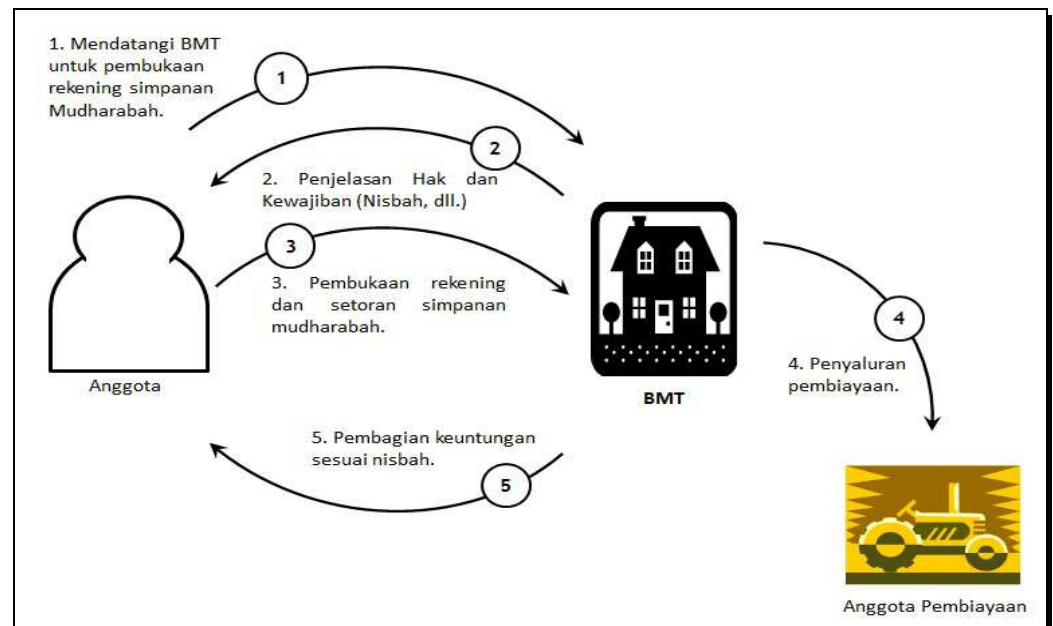 1. Mendatangi BMT
untuk pembukaan
rekening simpanan
Mudharabah.
1
2
2. Penjelasan Hak dan
Kewajiban (Nisbah, dll.)
3
3. Pembukaan rekening
dan setoran simpanan
mudharabah.
Anggota
BMT
4
4. Penyaluran
pembiayaan.
5. Pembagian keuntungan
sesuai nisbah.
5
Anggota Pembiayaan